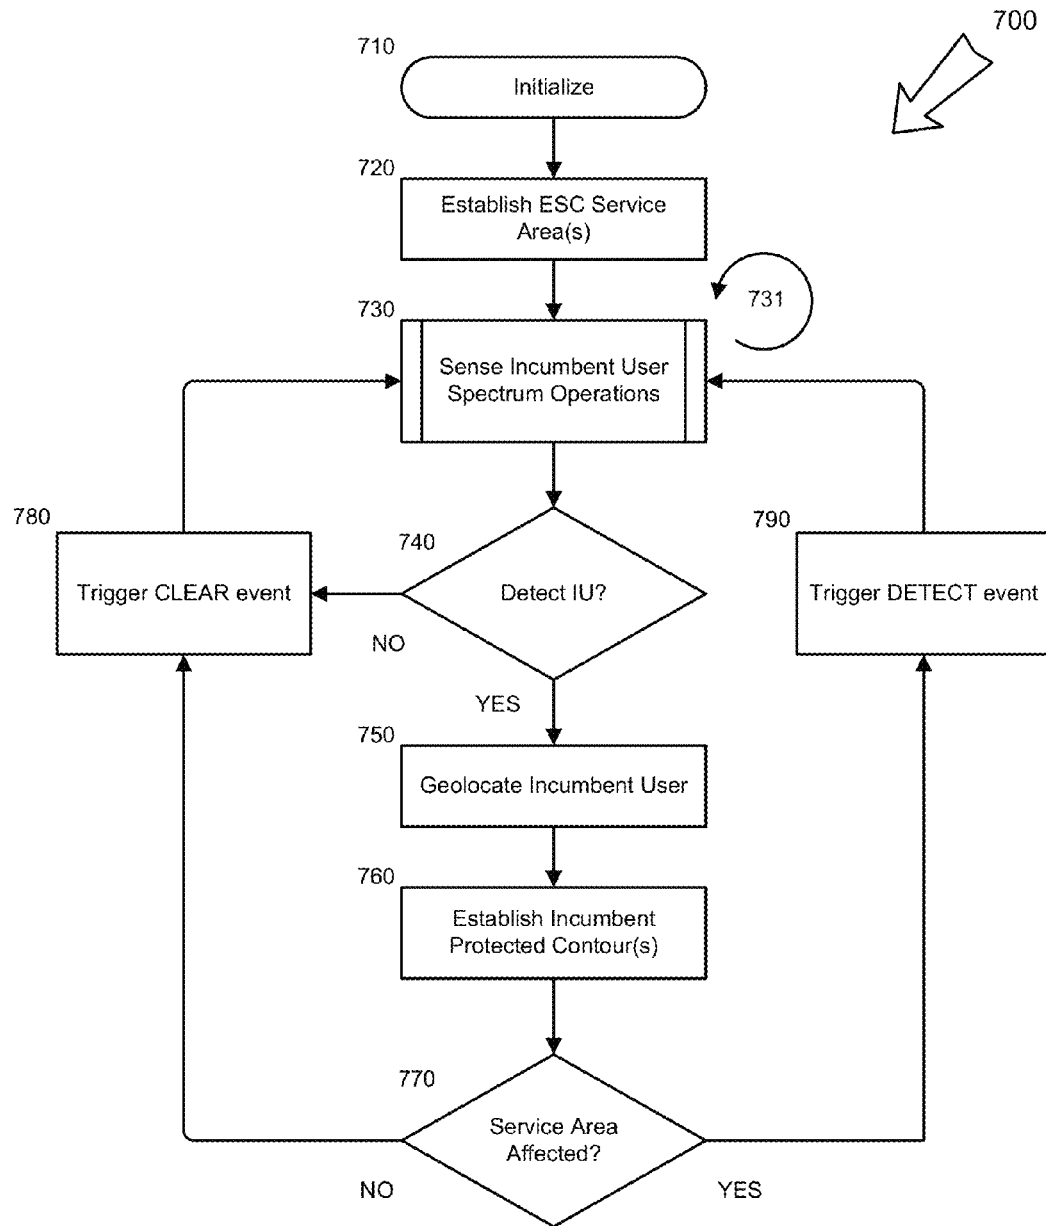 700
710
Initialize
720
Establish ESC Service
Area(s)
730
731
Sense Incumbent User
Spectrum Operations
780
740
790
Trigger CLEAR event
Detect IU?
Trigger DETECT event
NO
YES
750
Geolocate Incumbent User
760
Establish Incumbent
Protected Contour(s)
770
Service Area
Affected?
NO
YES